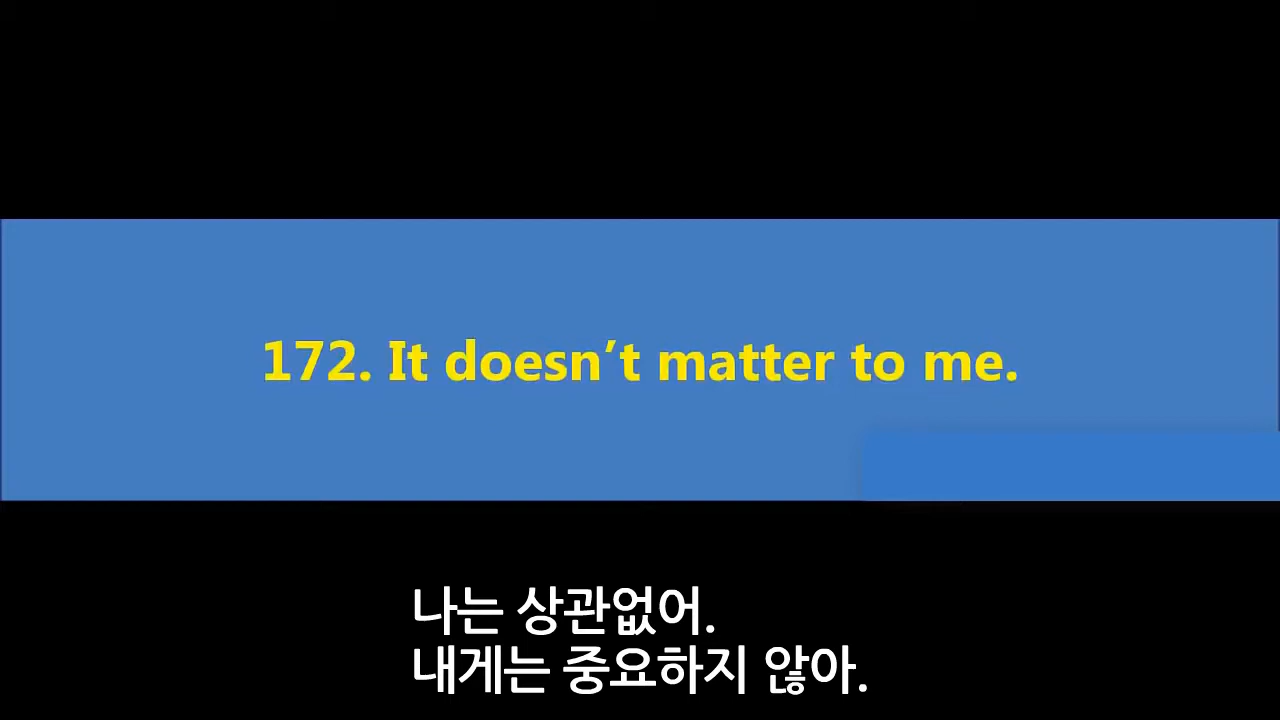 172. It doesn’t matter to me.
나는 상관없어.
내게는 중요하지 않아.